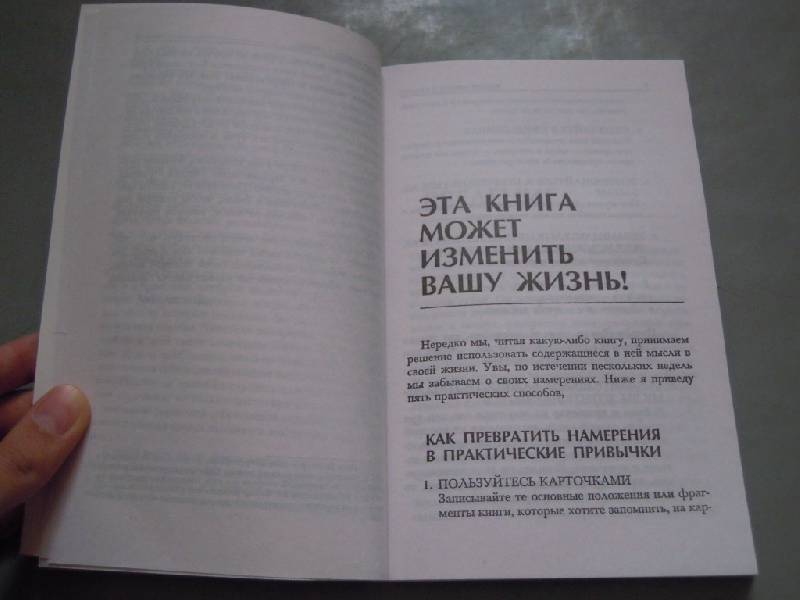 ЭТА КНИГА
МОЖЕТ
ИЗМЕНИТЬ
ВАШУ ЖИЗНЬ!
Нередко мы, читая какую-либо книгу, принимаем
решение использовать содержащиеся в ней мысли в
своей жизни. Увы, по истечении нескольких недель
мы забываем о своих намерениях. Ниже я приведу
пять практических способов,
КАК ПРЕВРАТИТЬ НАМЕРЕНИЯ
В ПРАКТИЧЕСКИЕ ПРИВЫЧКИ
1. ПОЛЬЗУЙТЕСЬ КАРТОЧКАМИ
Записывайте те основные положения или фраг-
менты книги, которые хотите запомнить, на кар-